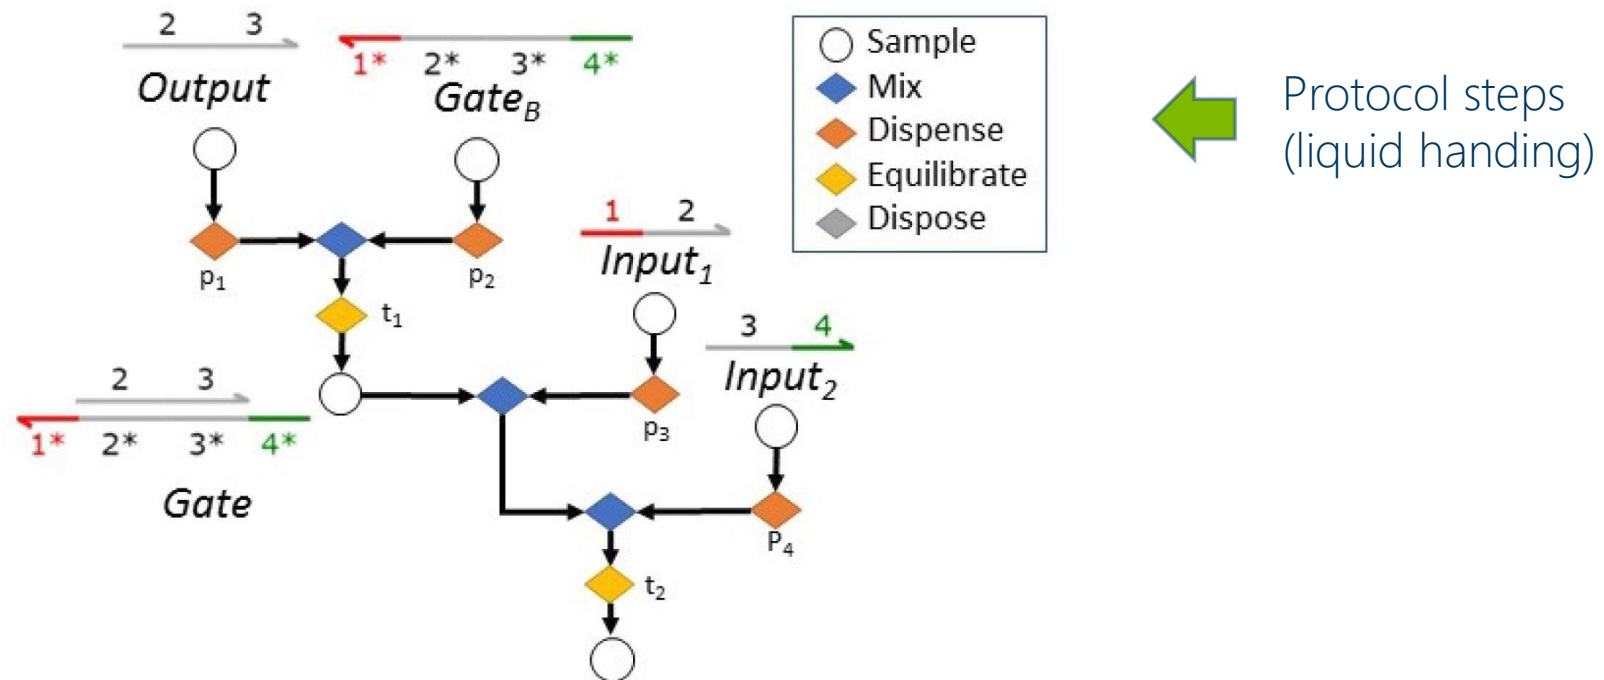 2 3
Output
1* 2* 3* 4*
Gate_B
p₁
p₂
t₁
1 2
Input₁
p₃
3 4
Input₂
P₄
2 3
1* 2* 3* 4*
Gate
t₂
Sample
Mix
Dispense
Equilibrate
Dispose
Protocol steps
(liquid handing)